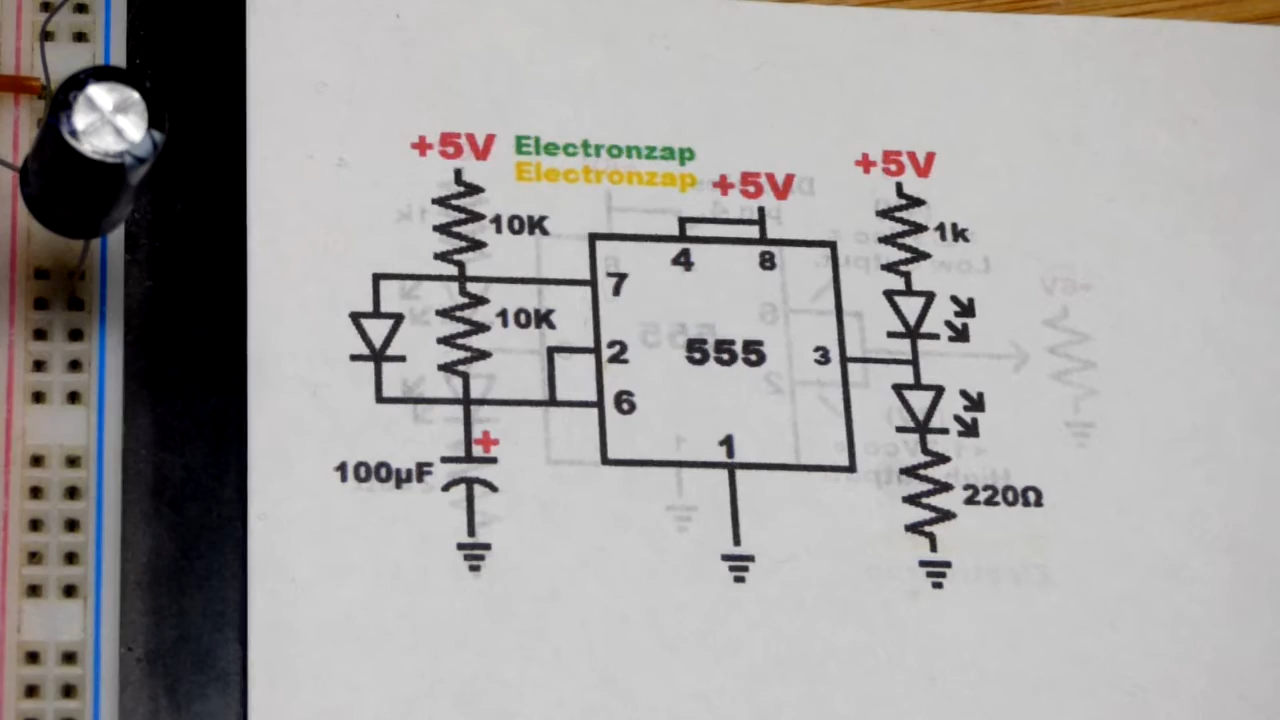 +5V
Electronzap
Electronzap
+5V
+5V
10K
1k
4 8
7
10K
2 555 3
6
+
1
100µF
220Ω